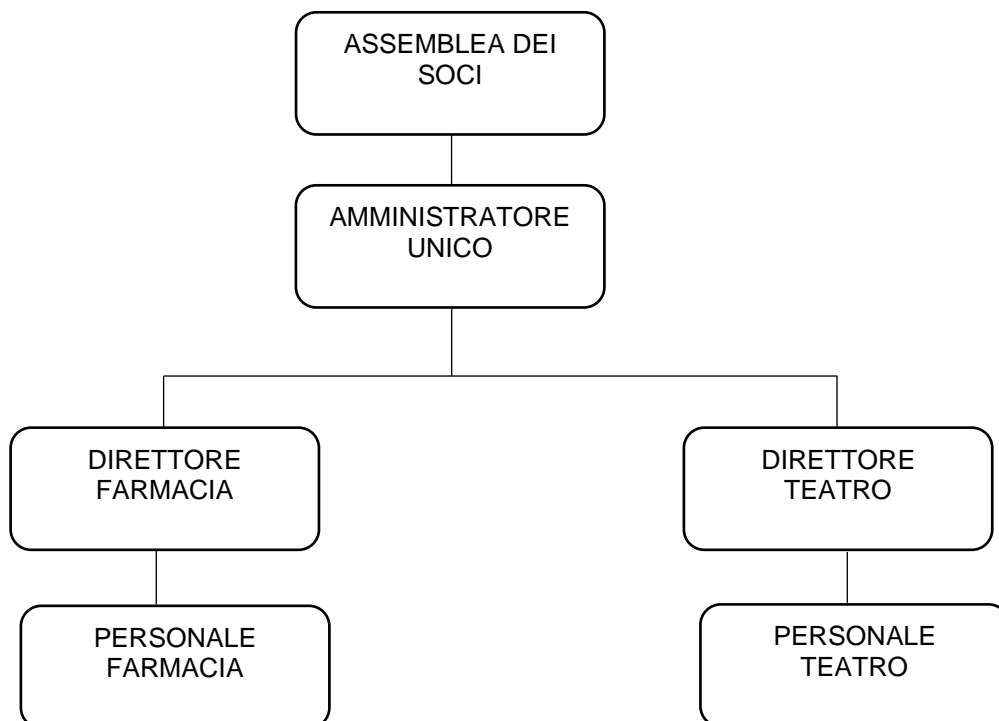 ASSEMBLEA DEI
SOCI
AMMINISTRATORE
UNICO
DIRETTORE
FARMACIA
DIRETTORE
TEATRO
PERSONALE
FARMACIA
PERSONALE
TEATRO